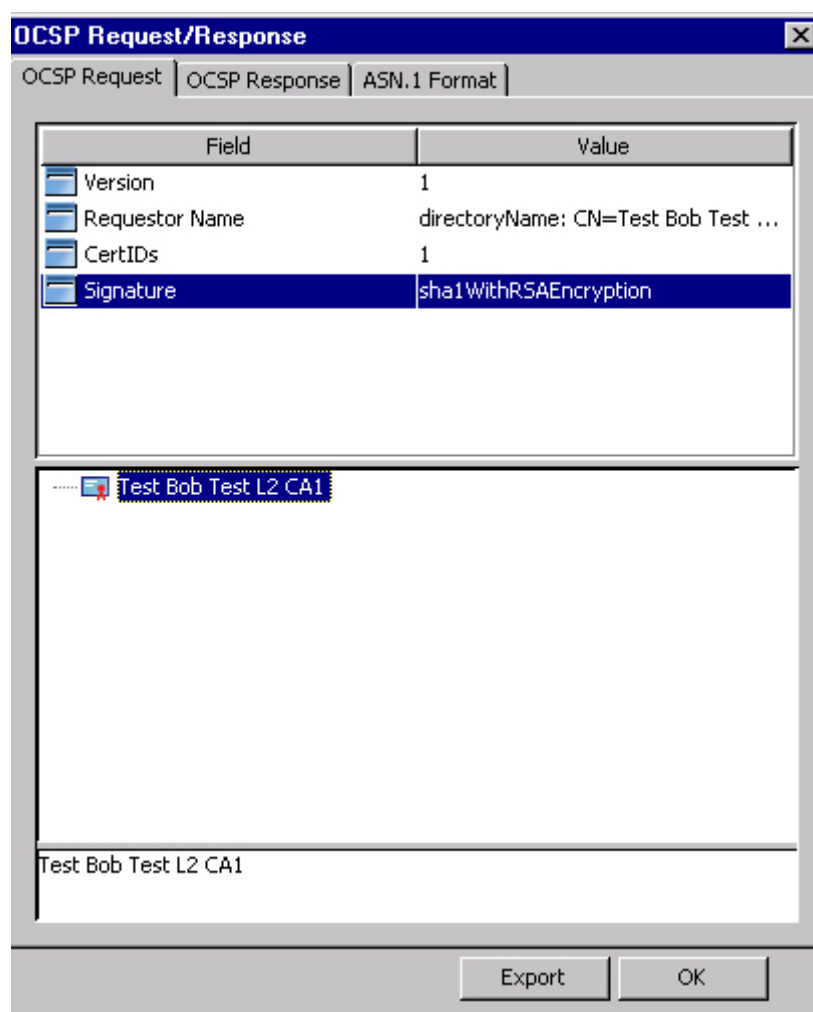 OCSP Request/Response
OCSP Request OCSP Response ASN.1 Format
Field Value
Version 1
Requestor Name directoryName: CN=Test Bob Test ...
CertIDs 1
Signature sha1WithRSAEncryption
Test Bob Test L2 CA1
Test Bob Test L2 CA1
Export OK